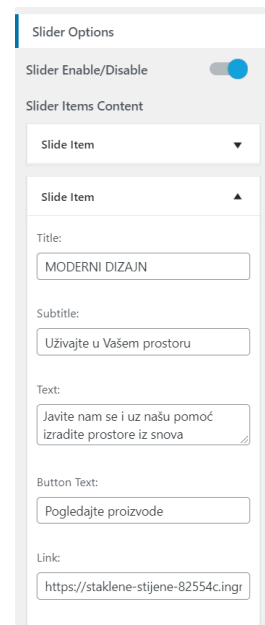 Slider Options
Slider Enable/Disable
Slider Items Content
Slide Item
Slide Item
Title:
MODERNI DIZAJN
Subtitle:
Uživajte u Vašem prostoru
Text:
Javite nam se i uz našu pomoć
izradite prostore iz snova
Button Text:
Pogledajte proizvode
Link:
https://staklene-stijene-82554c.ingr